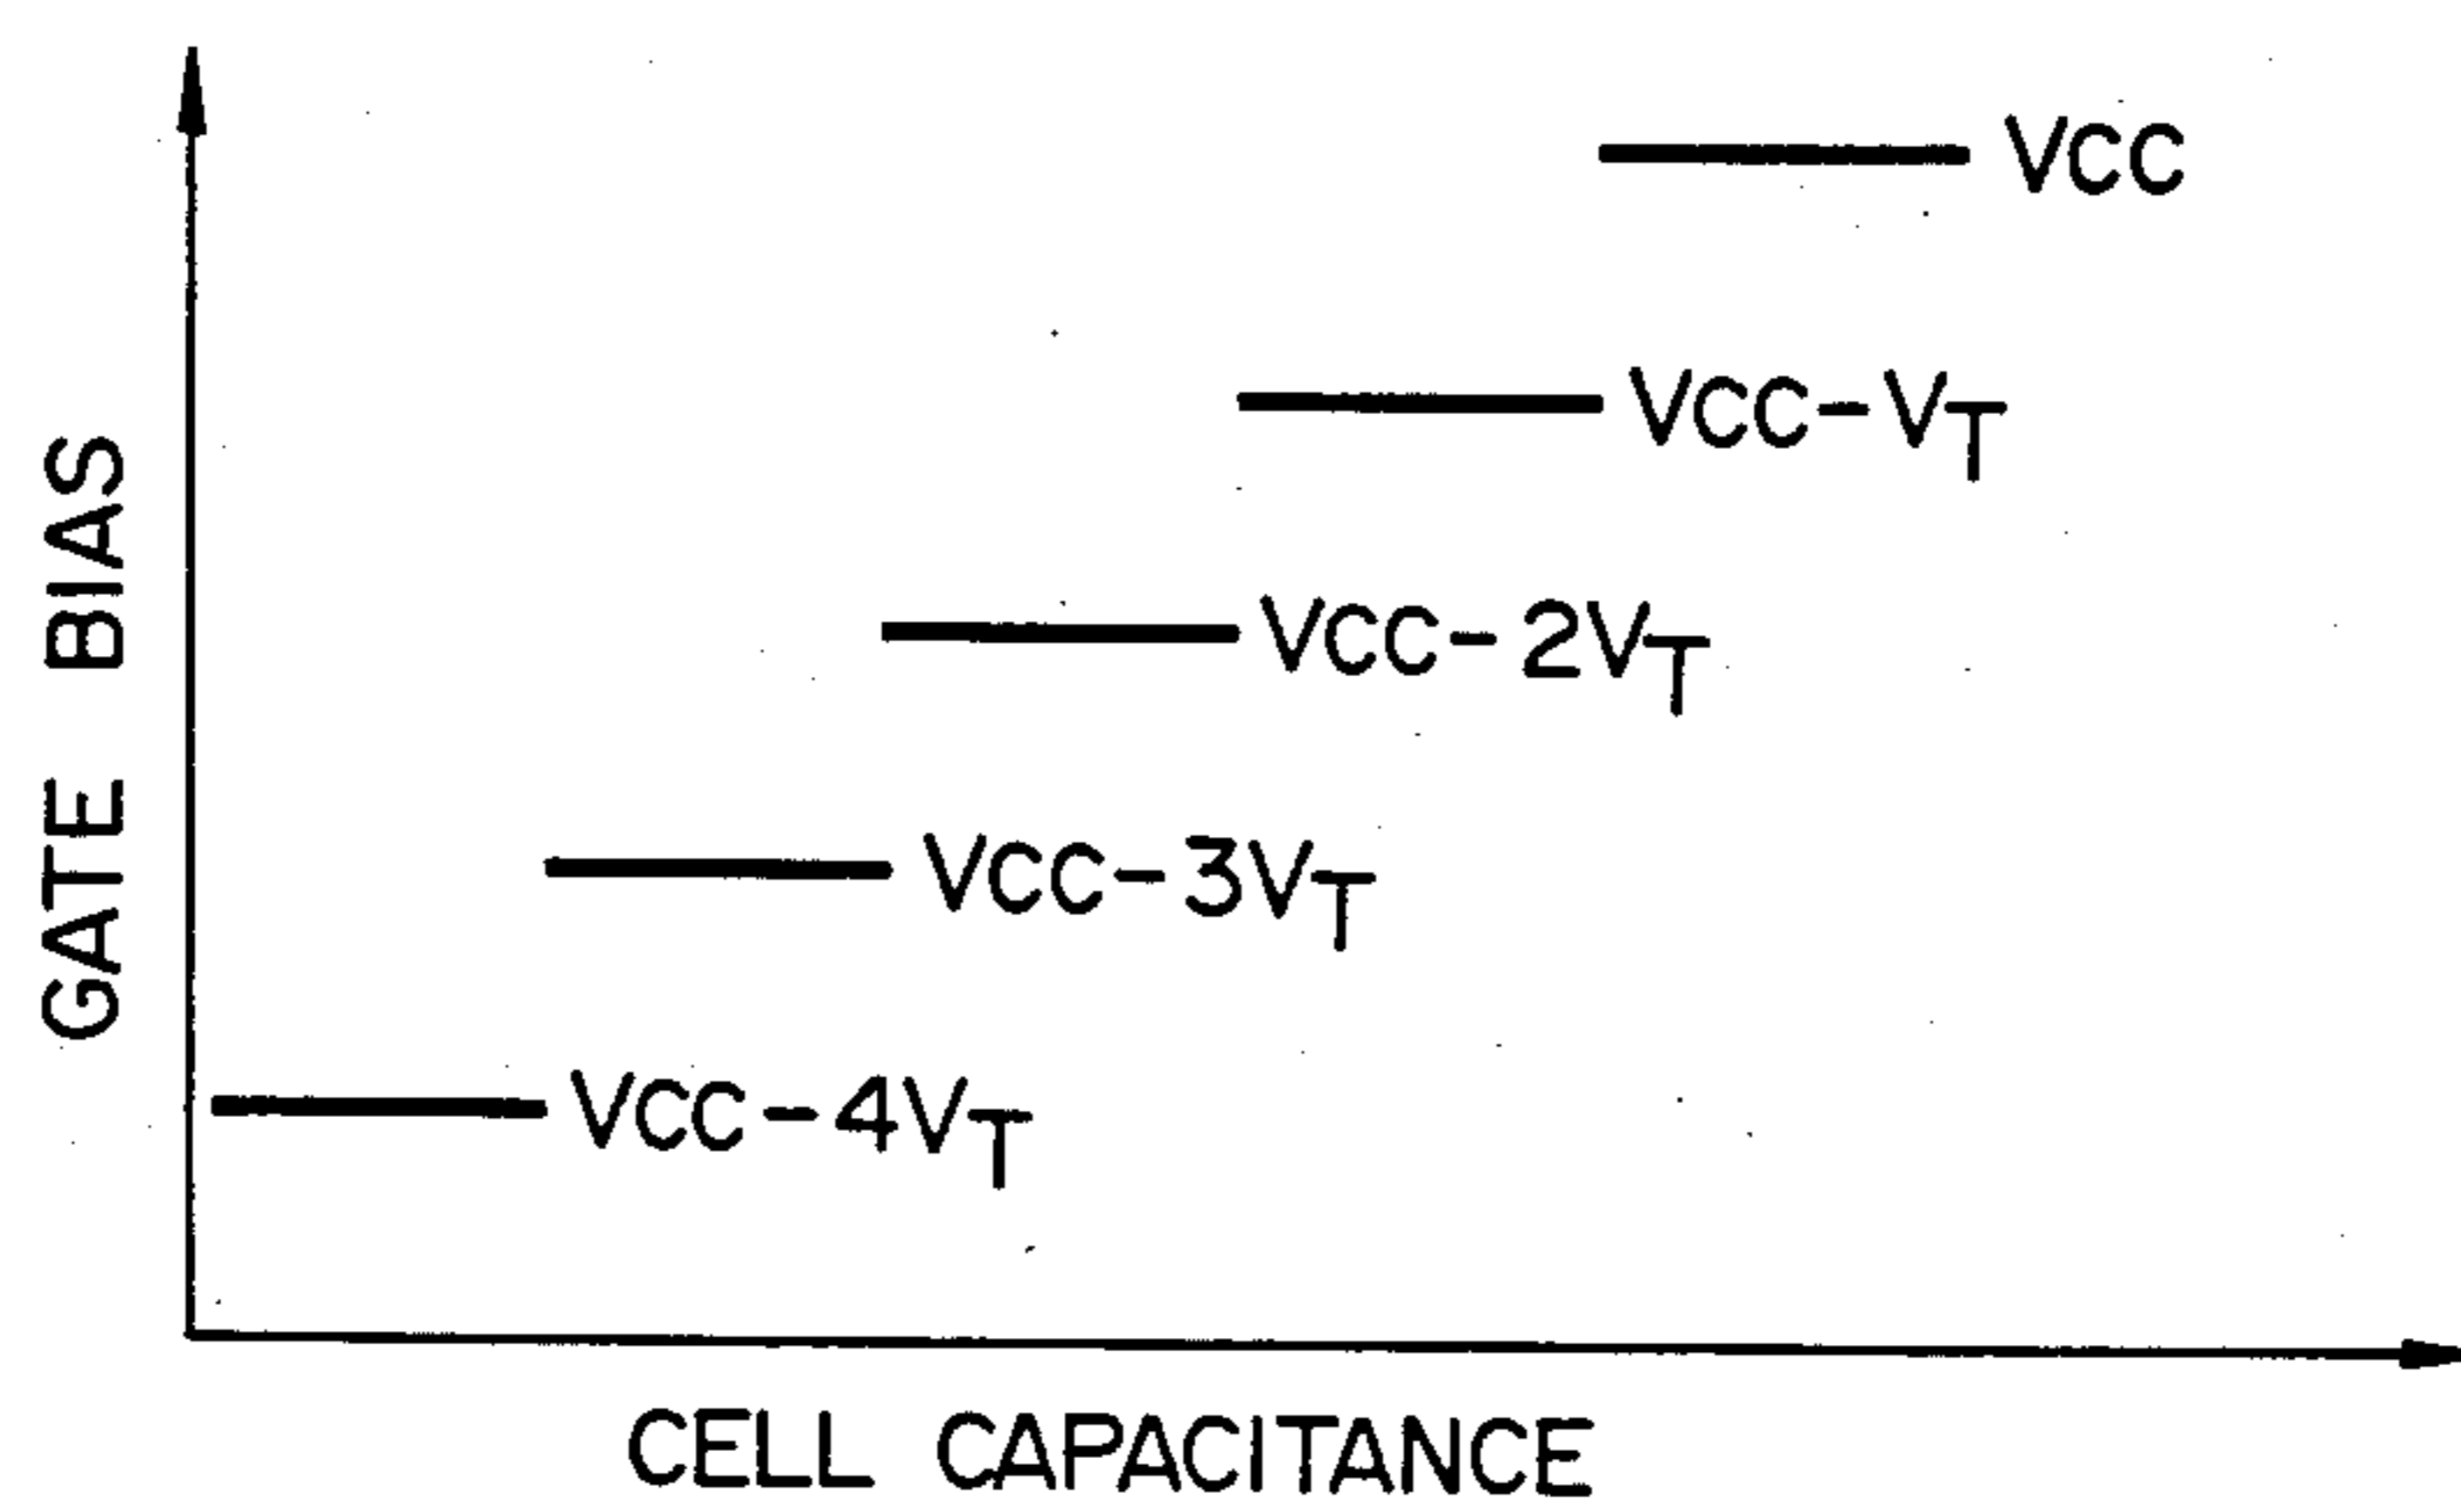 VCC
VCC-VT
VCC-2VT
VCC-3VT
VCC-4VT
GATE BIAS
CELL CAPACITANCE